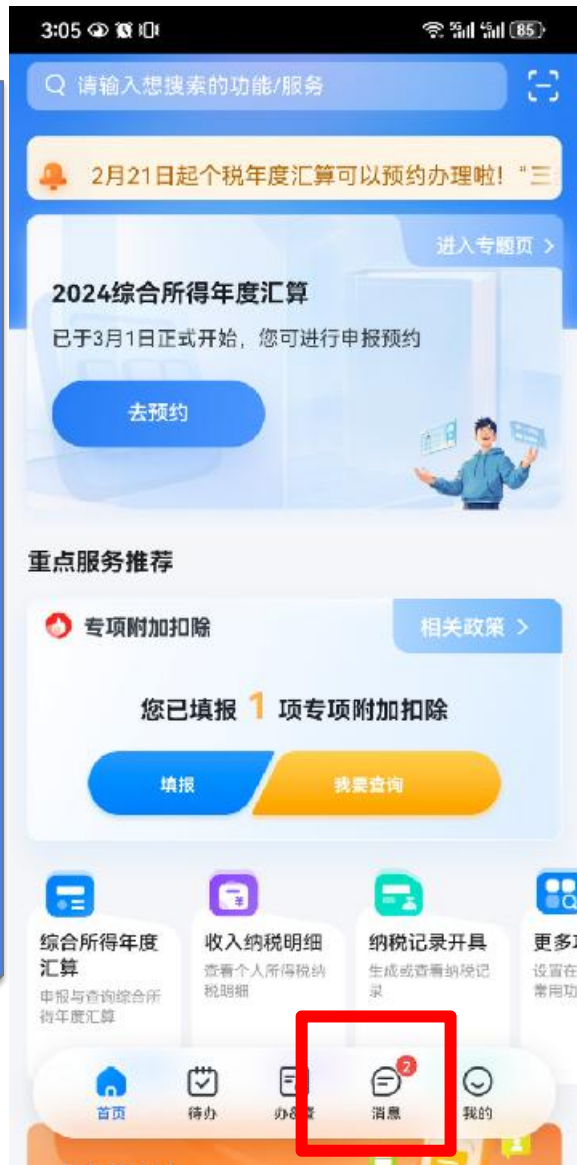 3:05
85
请输入想搜索的功能/服务
2月21日起个税年度汇算可以预约办理啦！“三
进入专题页 >
2024综合所得年度汇算
已于3月1日正式开始，您可进行申报预约
去预约
重点服务推荐
专项附加扣除
相关政策 >
您已填报 1 项专项附加扣除
填报
我要查询
综合所得年度
汇算
申报与查询综合所
得年度汇算
收入纳税明细
查看个人所得税纳
税明细
纳税记录开具
生成或查看纳税记
录
更多
设置在
常用功
2
首页
待办
办&查
消息
我的